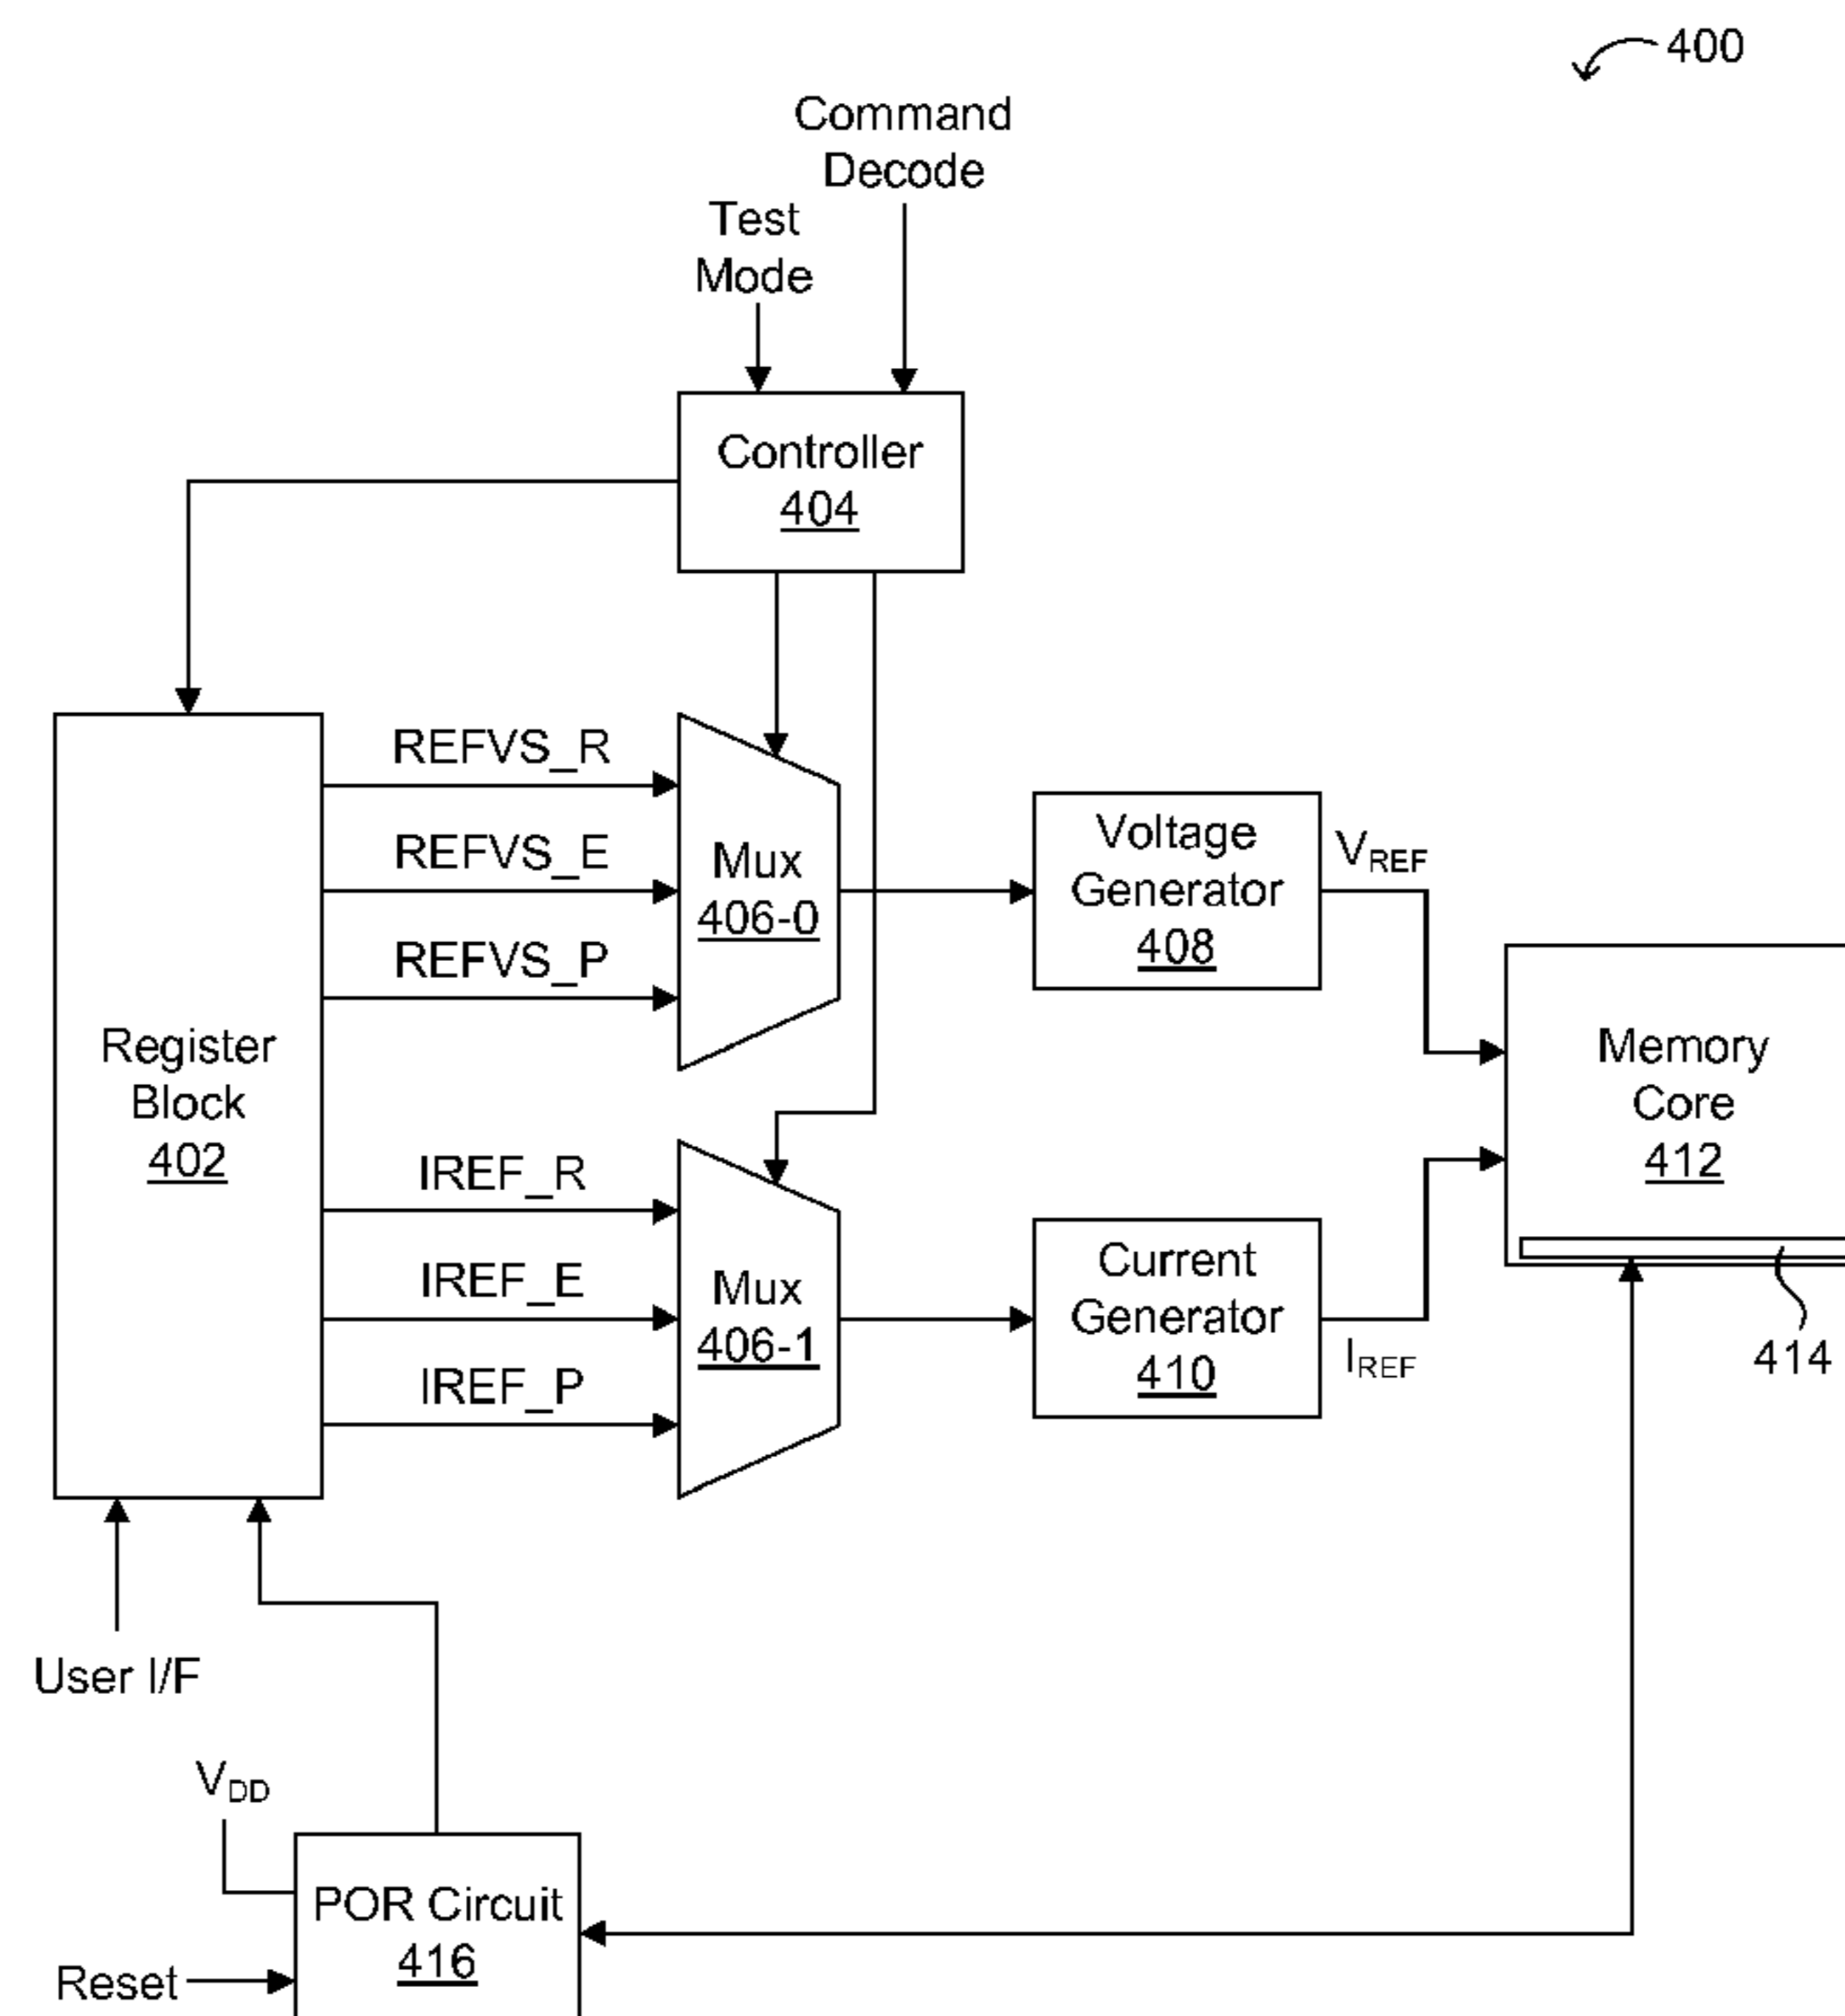 400
Command
Decode
Test
Mode
Controller
404
REFVS_R
REFVS_E
REFVS_P
Mux
406-0
Voltage
Generator
408
VREF
Register
Block
402
Memory
Core
412
IREF_R
IREF_E
IREF_P
Mux
406-1
Current
Generator
410
IREF
414
User I/F
VDD
POR Circuit
416
Reset